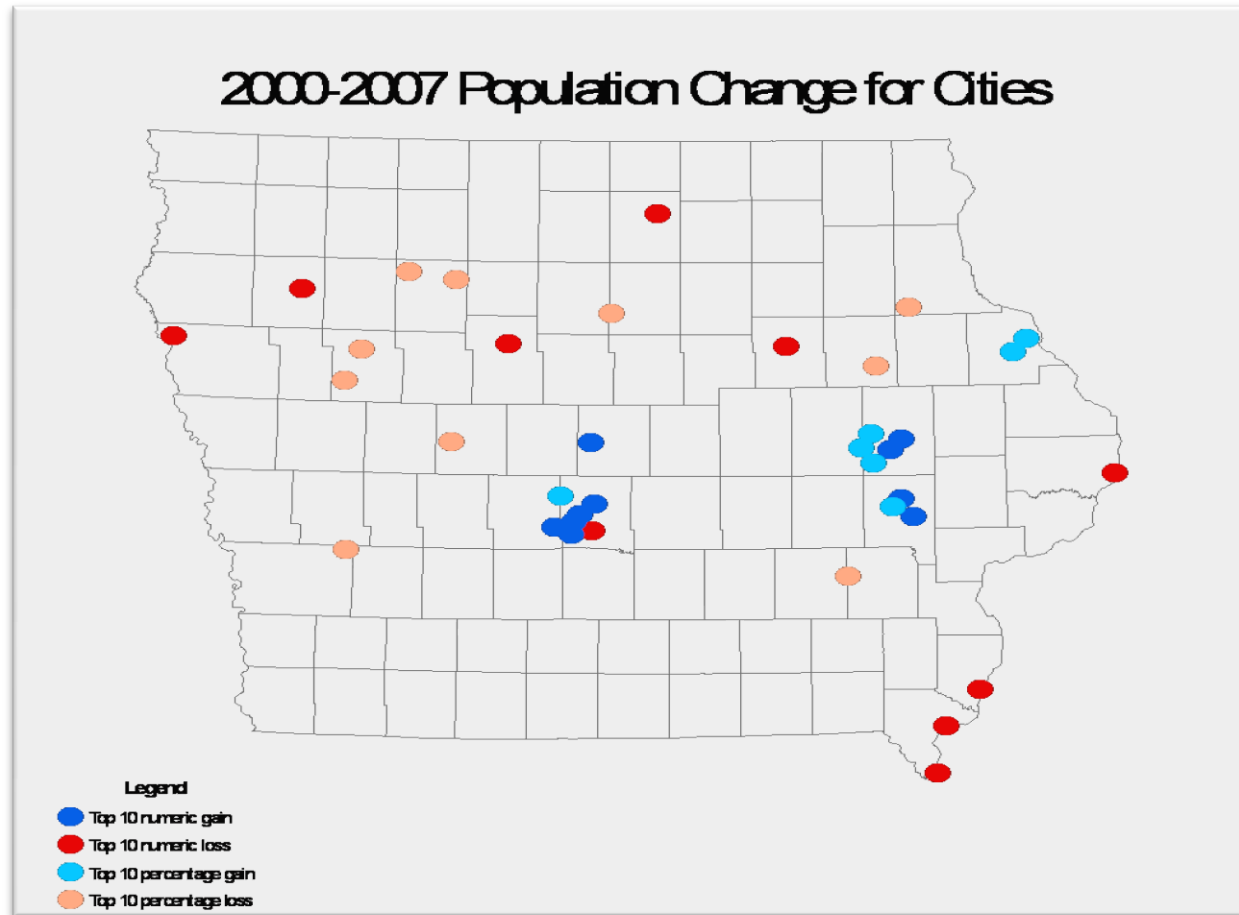 2000-2007 Population Change for Cities
Legend
Top 10 numeric gain
Top 10 numeric loss
Top 10 percentage gain
Top 10 percentage loss